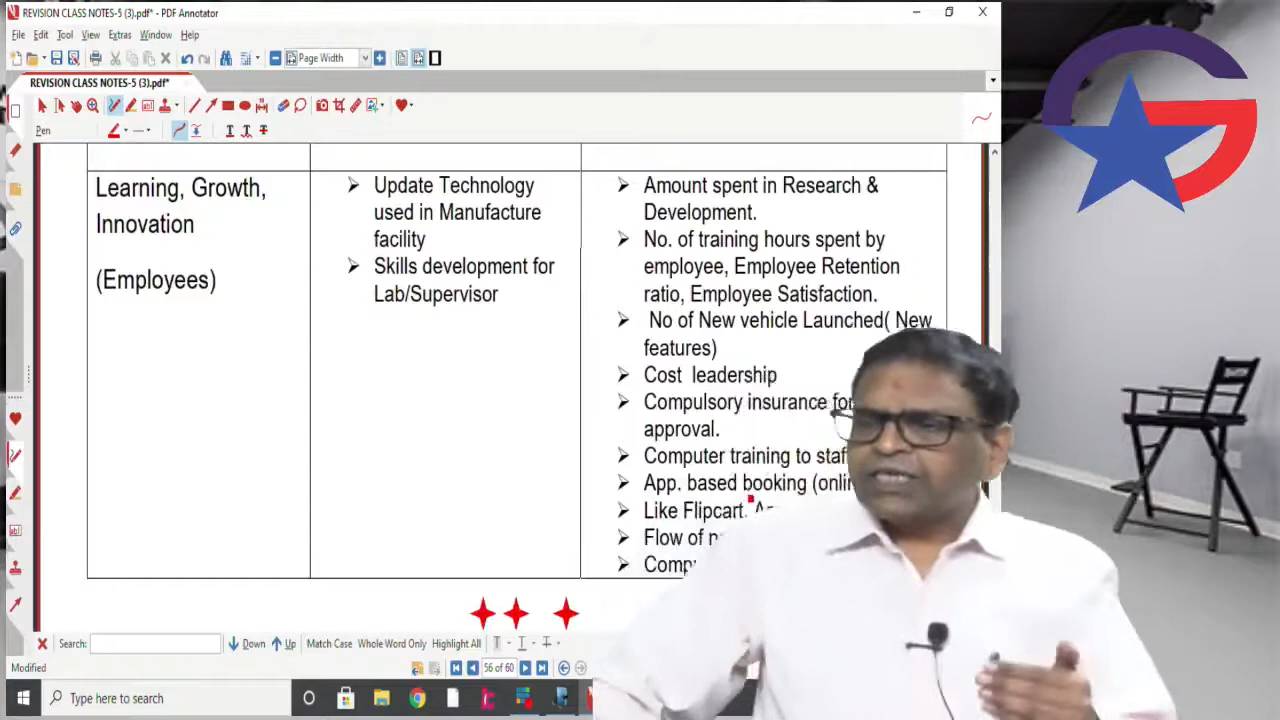 REVISION CLASS NOTES-5 (3).pdf* - PDF Annotator
File Edit Tool View Extras Window Help
Page Width
REVISION CLASS NOTES-5 (3).pdf*
Pen
Learning, Growth,
Innovation
(Employees)
Update Technology
used in Manufacture
facility
Skills development for
Lab/Supervisor
Amount spent in Research &
Development.
No. of training hours spent by
employee, Employee Retention
ratio, Employee Satisfaction.
No of New vehicle Launched( New
features)
Cost leadership
Compulsory insurance for
approval.
Computer training to staff
App. based booking
Like Flipcart,
Flow of
Search: Down Up Match Case Whole Word Only Highlight All
Modified 56 of 60
Type here to search